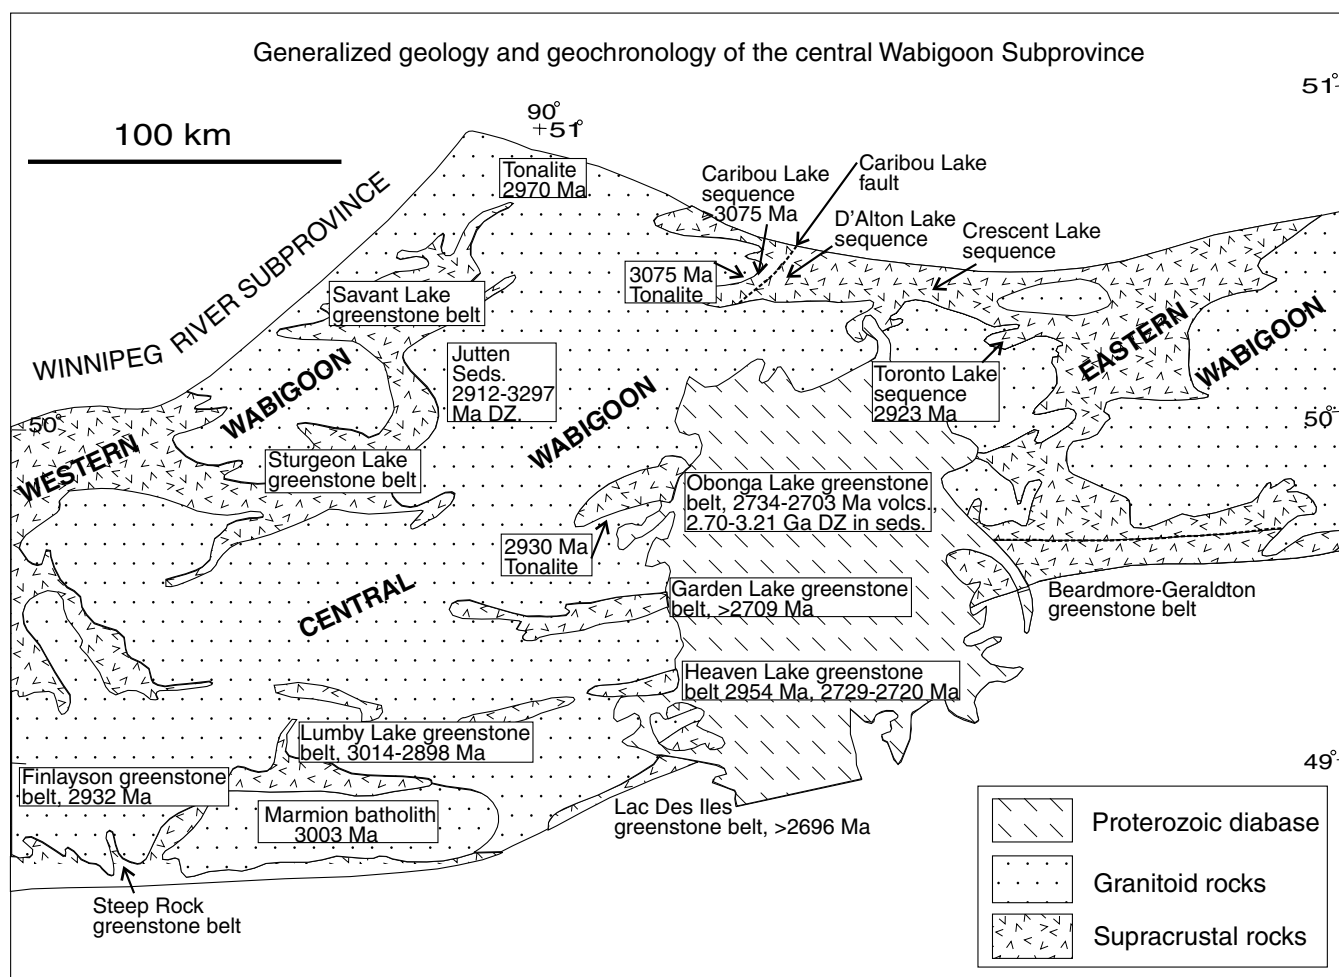 Generalized geology and geochronology of the central Wabigoon Subprovince
51°
90°
51°
100 km
WINNIPEG RIVER SUBPROVINCE
Tonalite
2970 Ma
Caribou Lake
sequence
>3075 Ma
Caribou Lake
fault
D'Alton Lake
sequence
Crescent Lake
sequence
3075 Ma
Tonalite
Savant Lake
greenstone belt
Jutten
Seds.
2912-3297
Ma DZ.
WABIGOON
WABIGOON
EASTERN
WABIGOON
Toronto Lake
sequence
2923 Ma
50°
50°
WESTERN
Sturgeon Lake
greenstone belt
Obonga Lake greenstone
belt, 2734-2703 Ma volcs.,
2.70-3.21 Ga DZ in seds.
2930 Ma
Tonalite
CENTRAL
Garden Lake greenstone
belt, >2709 Ma
Beardmore-Geraldton
greenstone belt
Heaven Lake greenstone
belt 2954 Ma, 2729-2720 Ma
Lumby Lake greenstone
belt, 3014-2898 Ma
49°
Finlayson greenstone
belt, 2932 Ma
Marmion batholith
3003 Ma
Lac Des Iles
greenstone belt, >2696 Ma
Steep Rock
greenstone belt
Proterozoic diabase
Granitoid rocks
Supracrustal rocks